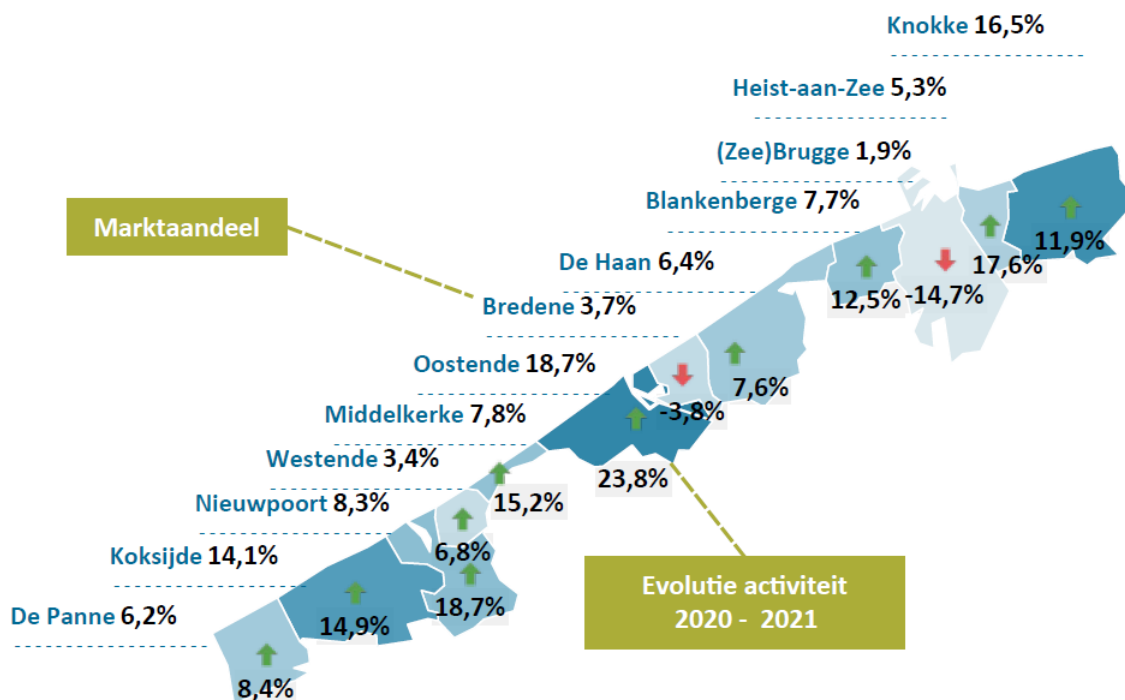 Knokke 16,5%
Heist-aan-Zee 5,3%
(Zee)Brugge 1,9%
Blankenberge 7,7%
Marktaandeel
De Haan 6,4%
11,9%
17,6%
Bredene 3,7%
12,5%
-14,7%
Oostende 18,7%
7,6%
Middelkerke 7,8%
-3,8%
Westende 3,4%
23,8%
Nieuwpoort 8,3%
15,2%
Koksijde 14,1%
6,8%
Evolutie activiteit
2020 - 2021
De Panne 6,2%
14,9%
18,7%
8,4%